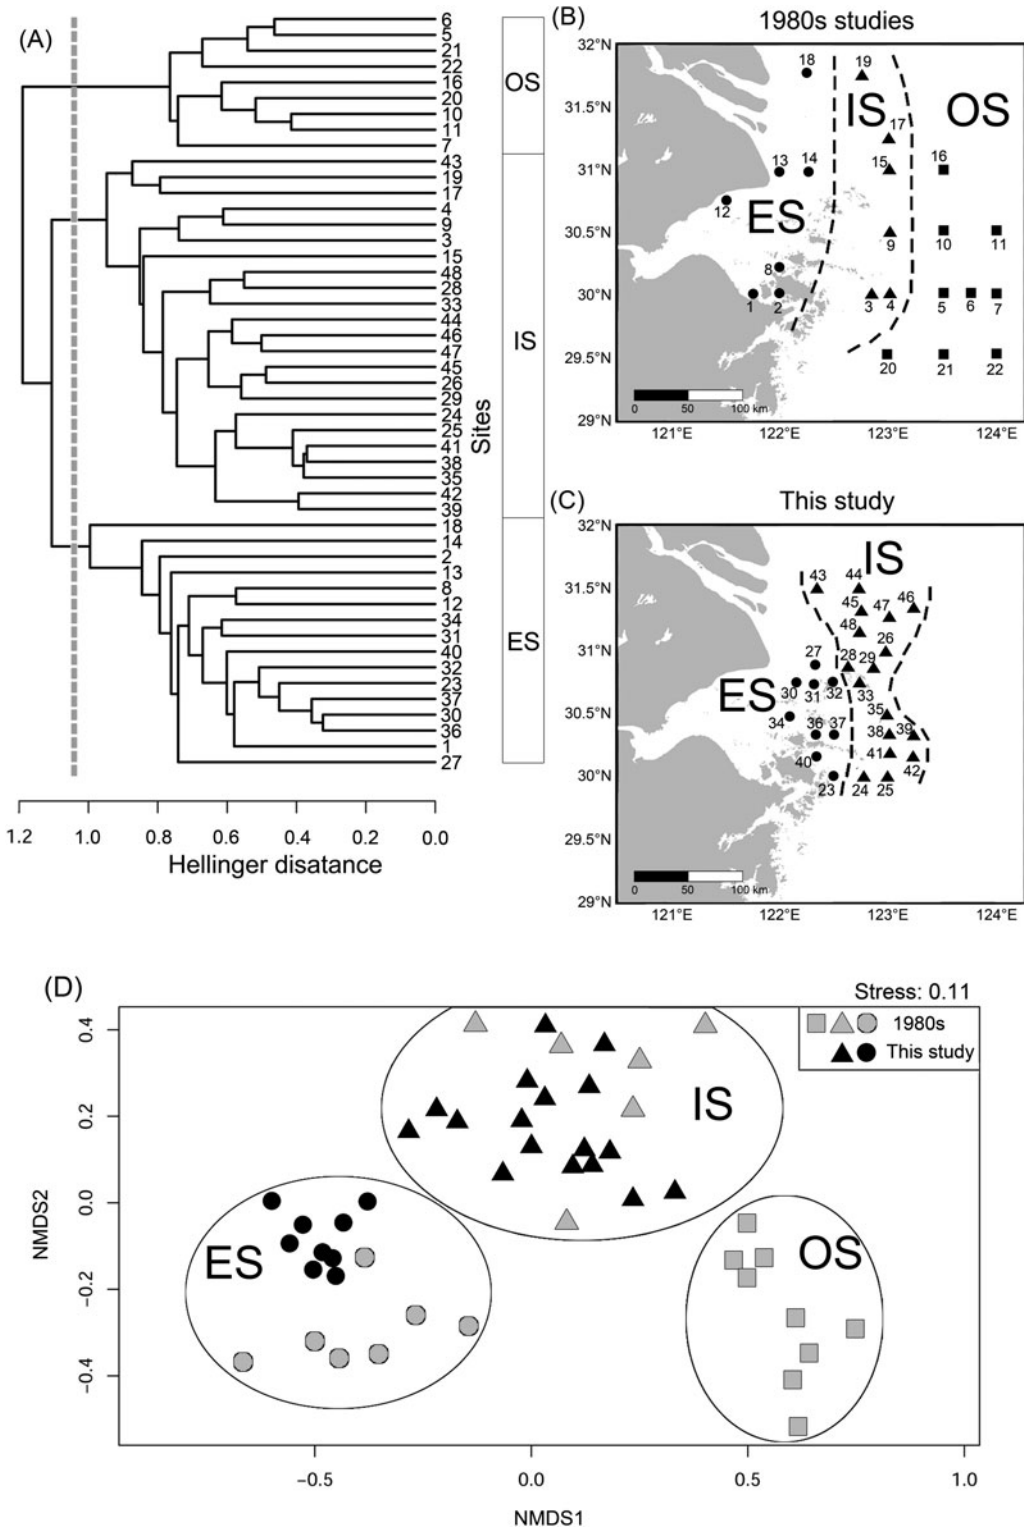 (A)
6
5
21
22
16
20
10
11
7
43
19
17
4
9
3
15
48
28
33
44
46
47
45
26
29
24
25
41
38
35
42
39
18
14
2
13
8
12
34
31
40
32
23
37
30
36
1
27
OS
IS
ES
Sites
1.2 1.0 0.8 0.6 0.4 0.2 0.0
Hellinger disatance
(B)
1980s studies
32°N
31.5°N
31°N
30.5°N
30°N
29.5°N
29°N
18 19
IS OS
17
13 14 15 16
12
ES
9 10 11
8
1 2 3 4 5 6 7
20 21 22
0 50 100 km
121°E 122°E 123°E 124°E
(C)
This study
32°N
31.5°N
31°N
30.5°N
30°N
29.5°N
29°N
IS
43 44
45 47 46
48
26
27 28 29
ES
30 31 32 33
34 35
36 37 38 39
40 41 42
23 24 25
0 50 100 km
121°E 122°E 123°E 124°E
(D)
Stress: 0.11
1980s
This study
IS
ES
OS
0.4
0.2
0.0
−0.2
−0.4
NMDS2
−0.5 0.0 0.5 1.0
NMDS1